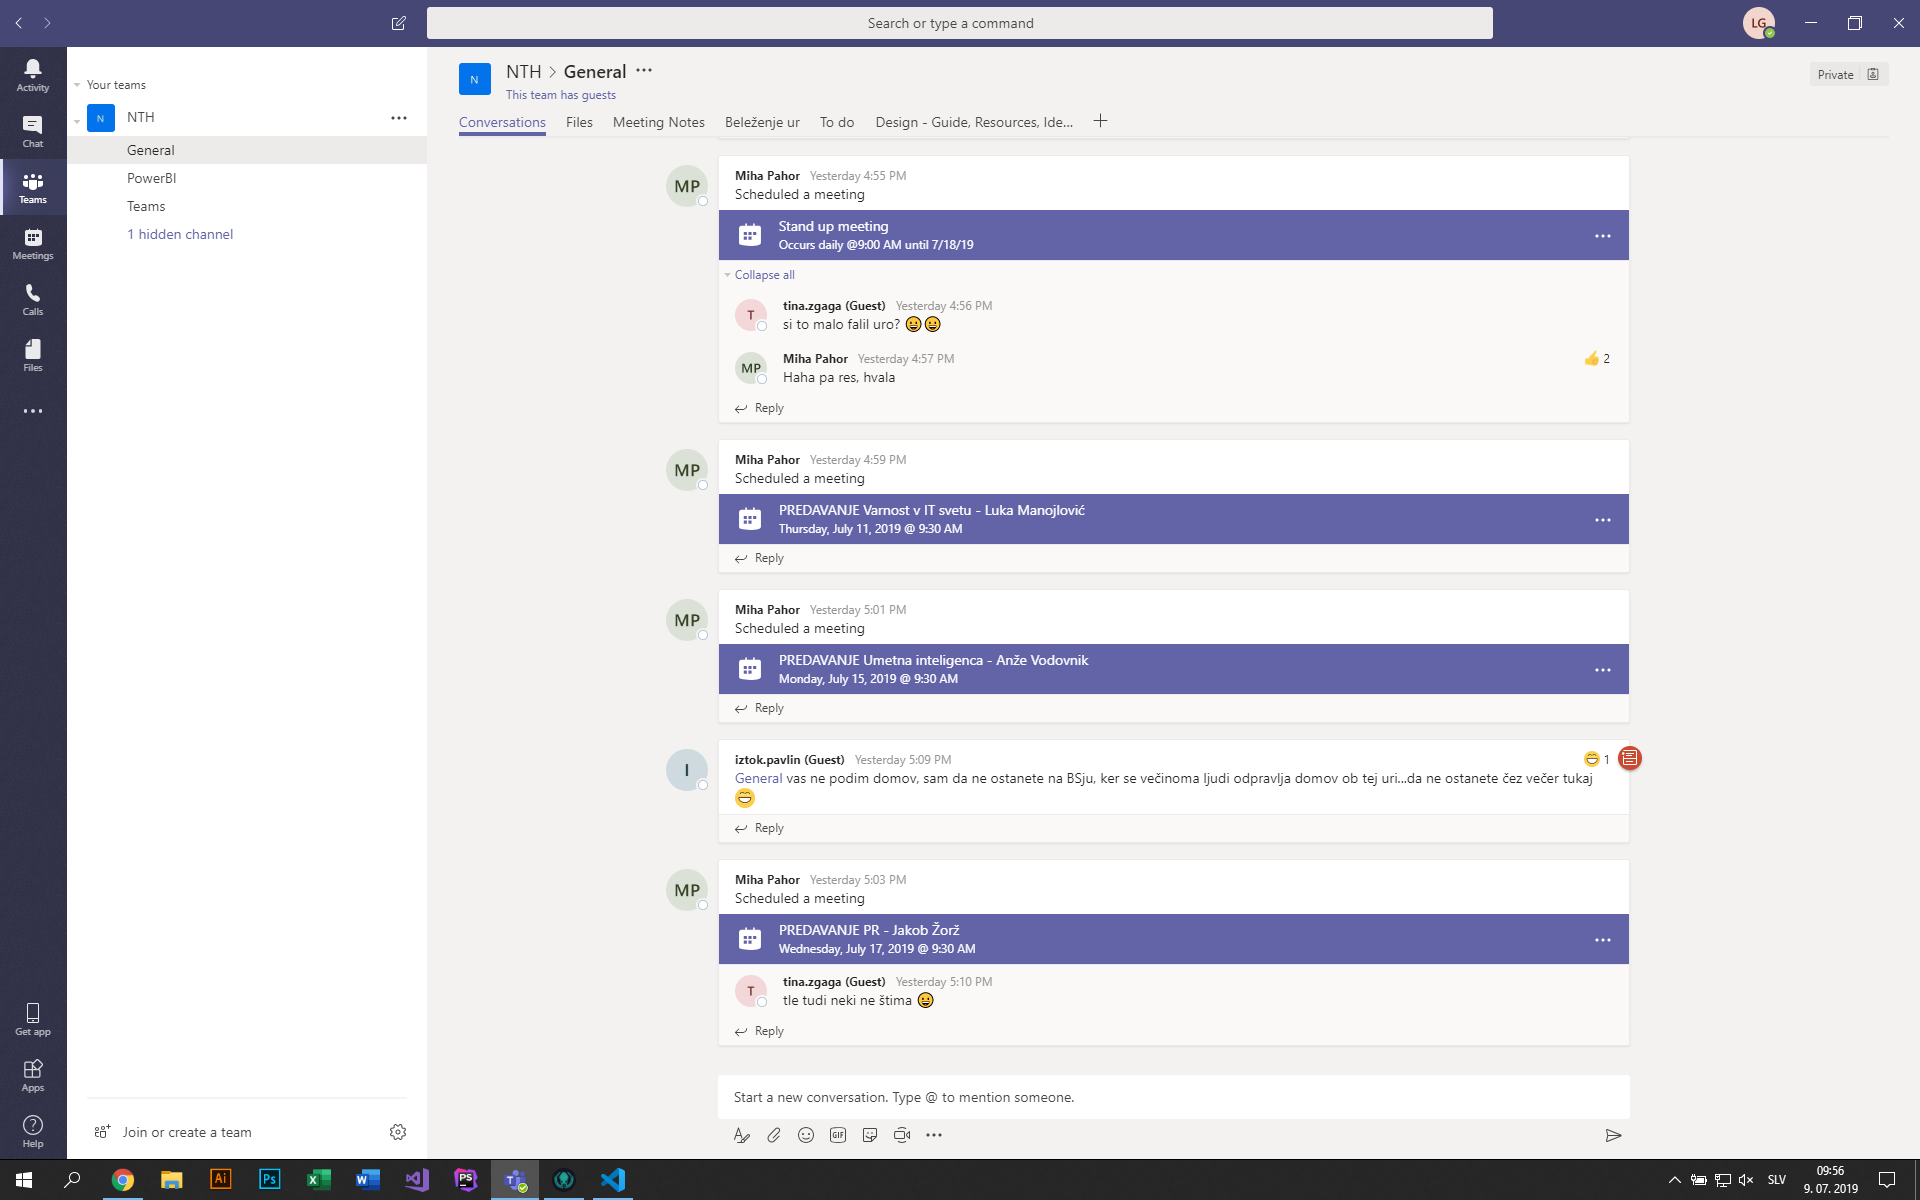 Search or type a command
LG
Activity
Chat
Teams
Meetings
Calls
Files
Get app
Apps
Help
Your teams
N
NTH
General
PowerBI
Teams
1 hidden channel
Join or create a team
N
NTH > General
This team has guests
Private
Conversations
Files
Meeting Notes
Beleženje ur
To do
Design - Guide, Resources, Ide...
MP
Miha Pahor Yesterday 4:55 PM
Scheduled a meeting
Stand up meeting
Occurs daily @9:00 AM until 7/18/19
Collapse all
T
tina.zgaga (Guest) Yesterday 4:56 PM
si to malo falil uro? 😀😀
MP
Miha Pahor Yesterday 4:57 PM
👍 2
Haha pa res, hvala
Reply
MP
Miha Pahor Yesterday 4:59 PM
Scheduled a meeting
PREDAVANJE Varnost v IT svetu - Luka Manojlović
Thursday, July 11, 2019 @ 9:30 AM
Reply
MP
Miha Pahor Yesterday 5:01 PM
Scheduled a meeting
PREDAVANJE Umetna inteligenca - Anže Vodovnik
Monday, July 15, 2019 @ 9:30 AM
Reply
I
iztok.pavlin (Guest) Yesterday 5:09 PM
😁 1
General vas ne podim domov, sam da ne ostanete na BSju, ker se večinoma ljudi odpravlja domov ob tej uri...da ne ostanete čez večer tukaj
😁
Reply
MP
Miha Pahor Yesterday 5:03 PM
Scheduled a meeting
PREDAVANJE PR - Jakob Žorž
Wednesday, July 17, 2019 @ 9:30 AM
T
tina.zgaga (Guest) Yesterday 5:10 PM
tle tudi neki ne štima 😀
Reply
Start a new conversation. Type @ to mention someone.
GIF
Ai
Ps
X
W
PS
T
SLV
09:56
9. 07. 2019